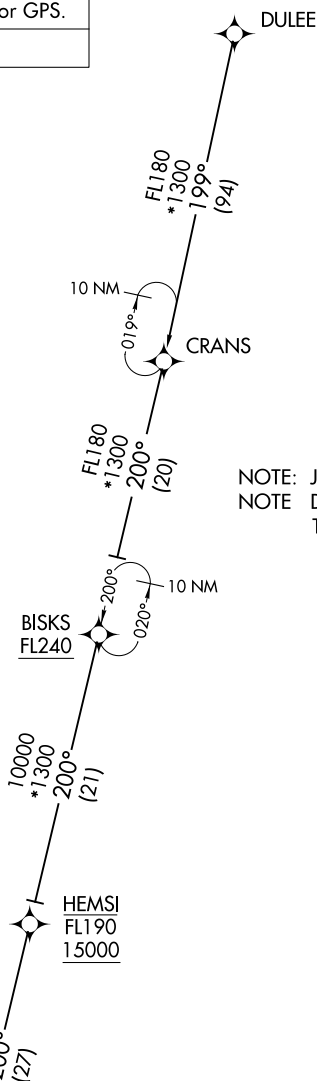 or GPS.
DULEE
FL180
*1300
199°
(94)
10 NM
019°
CRANS
FL180
*1300
200°
(20)
NOTE: J
NOTE D
T
200°
10 NM
020°
BISKS
FL240
10000
*1300
200°
(21)
HEMSI
FL190
15000
200°
(27)